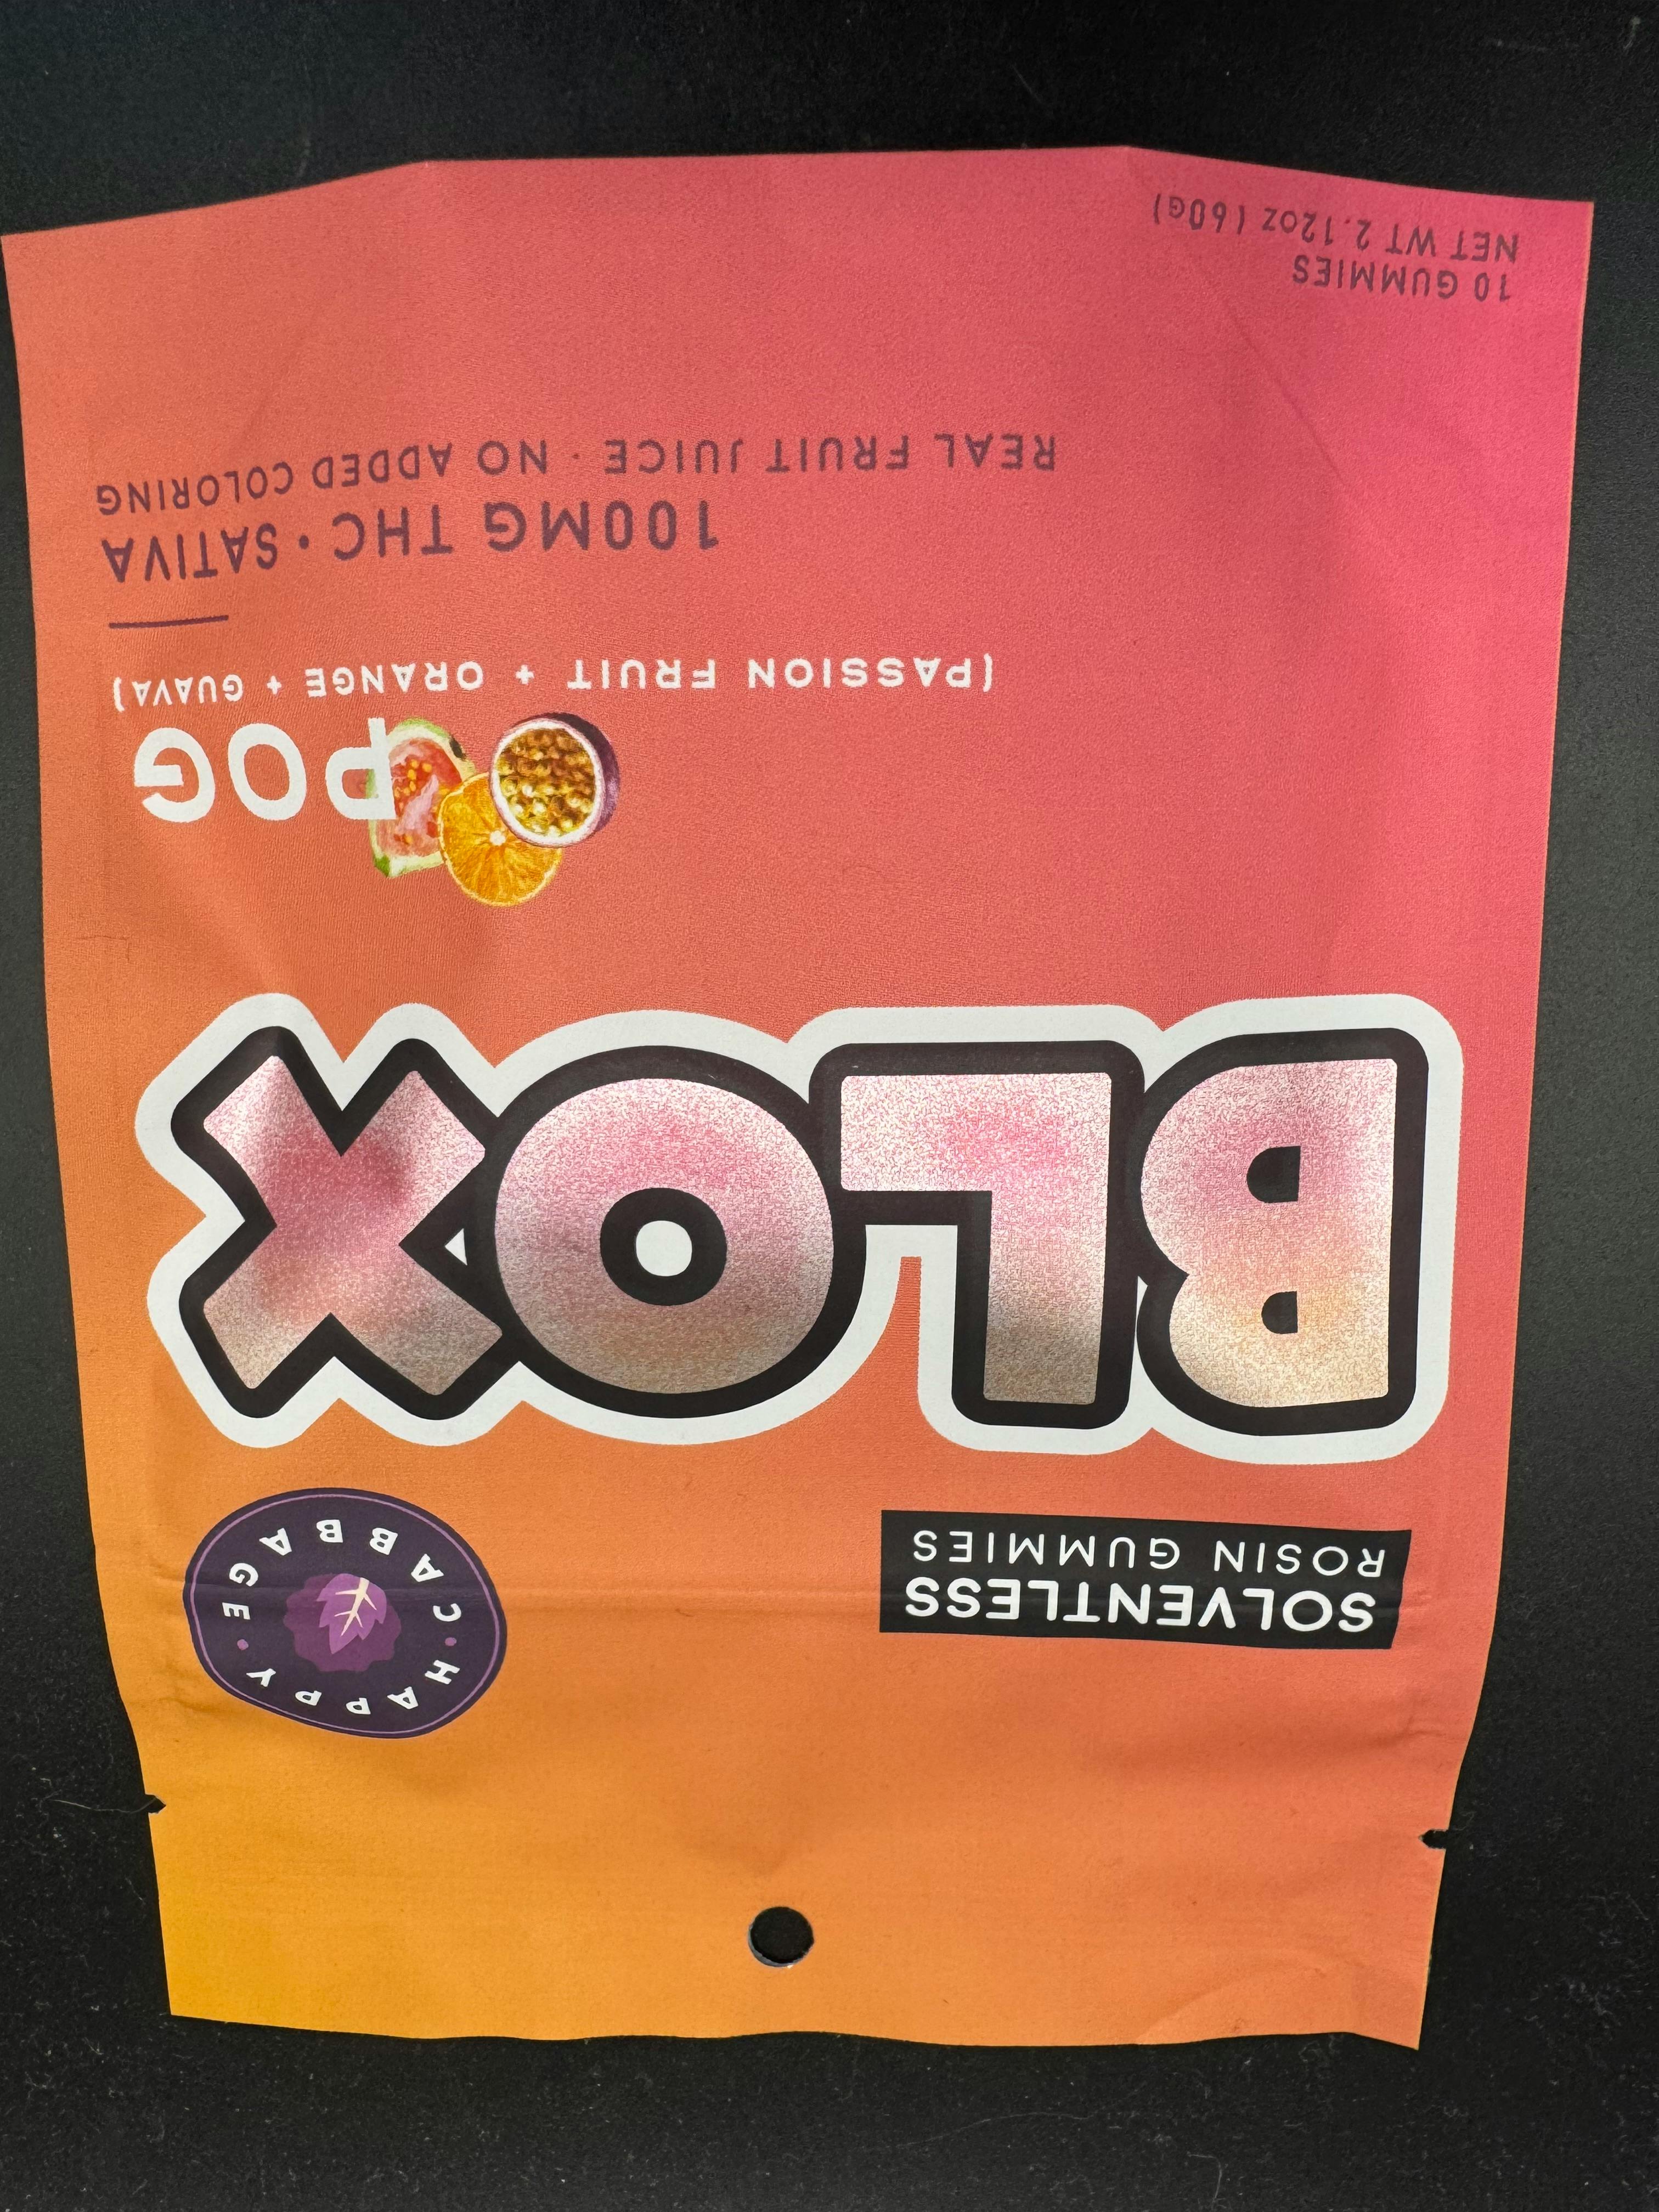 SOLVENTLESS
ROSIN GUMMIES
HAPPY · CABBAGE ·
BLOX
POG
(PASSION FRUIT + ORANGE + GUAVA)
100MG THC · SATIVA
REAL FRUIT JUICE · NO ADDED COLORING
10 GUMMIES
NET WT 2.12oz (60G)